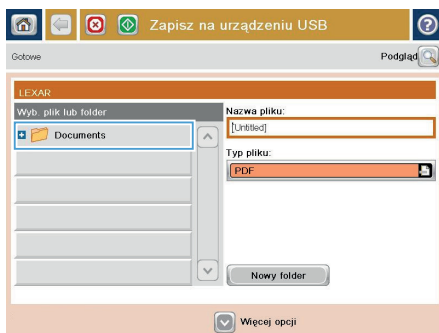 Zapisz na urządzeniu USB
Gotowe
Podgląd
LEXAR
Wyb. plik lub folder
Documents
Nazwa pliku:
[Untitled]
Typ pliku:
PDF
Nowy folder
Więcej opcji